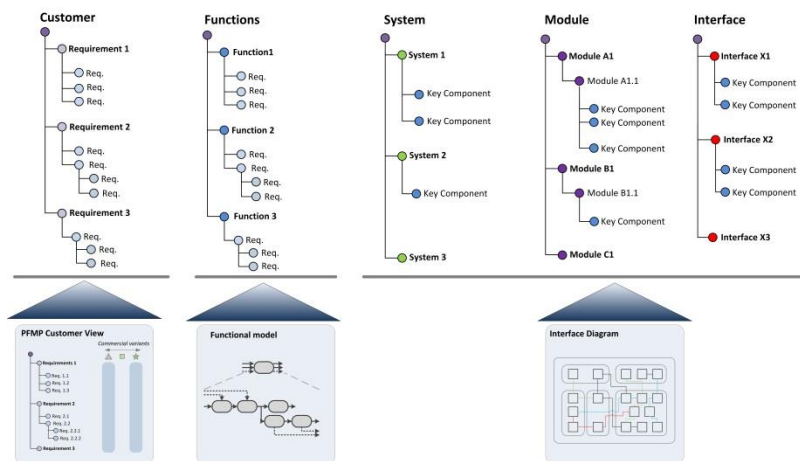 Customer
Functions
System
Module
Interface
Requirement 1
Req.
Req.
Req.
Requirement 2
Req.
Req.
Req.
Req.
Requirement 3
Req.
Req.
Req.
Function1
Req.
Req.
Req.
Function 2
Req.
Req.
Req.
Req.
Function 3
Req.
Req.
Req.
System 1
Key Component
Key Component
System 2
Key Component
System 3
Module A1
Module A1.1
Key Component
Key Component
Key Component
Module B1
Module B1.1
Key Component
Module C1
Interface X1
Key Component
Key Component
Interface X2
Key Component
Key Component
Interface X3
PFMP Customer View
Commercial variants
Requirements 1
Req. 1.1
Req. 1.2
Req. 1.3
Requirement 2
Req. 2.1
Req. 2.2
Req. 2.2.1
Req. 2.2.2
Requirement 3
Functional model
Interface Diagram